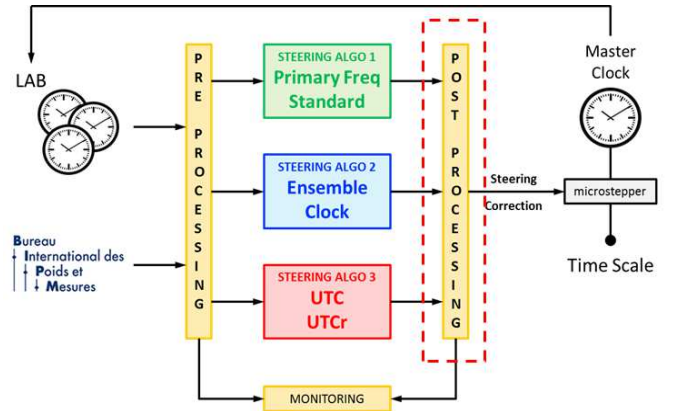 LAB
Bureau
International des
Poids et
Mesures
PRE PROCESSING
STEERING ALGO 1
Primary Freq
Standard
STEERING ALGO 2
Ensemble
Clock
STEERING ALGO 3
UTC
UTCr
POST PROCESSING
MONITORING
Steering
Correction
Master
Clock
microstepper
Time Scale